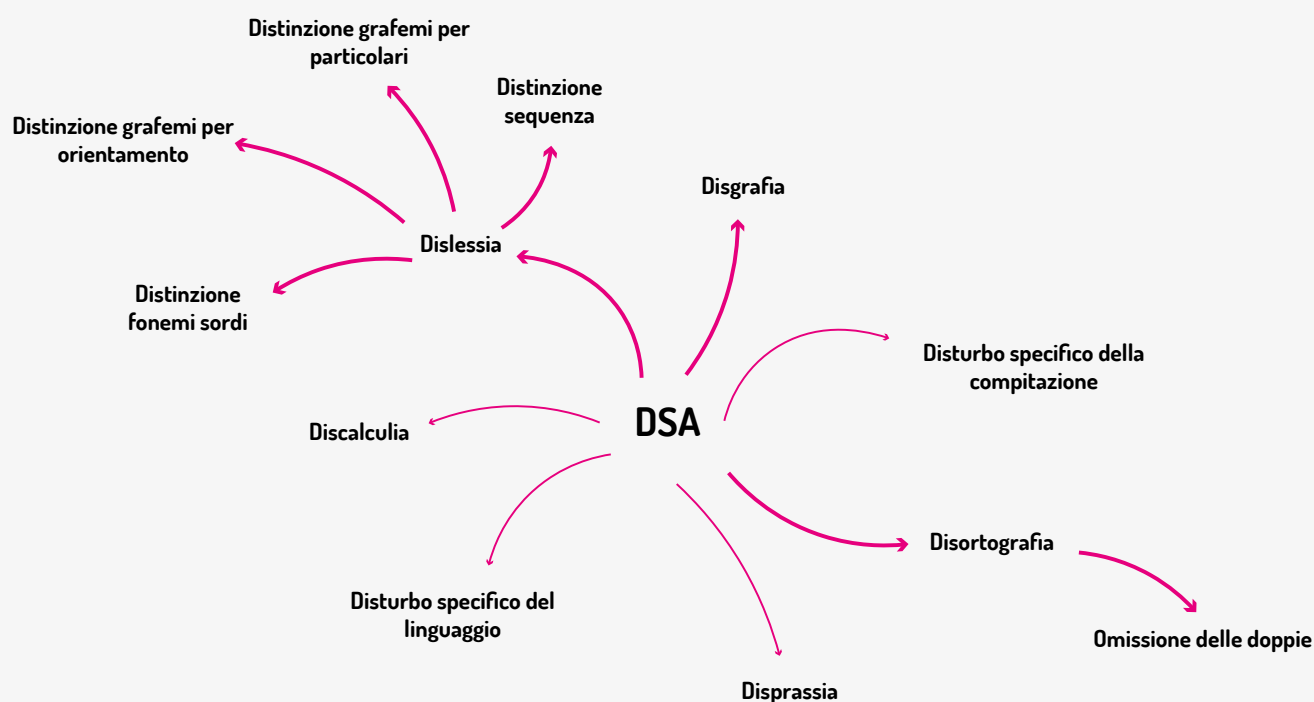 Distinzione grafemi per
particolari
Distinzione
sequenza
Distinzione grafemi per
orientamento
Disgrafia
Dislessia
Distinzione
fonemi sordi
Disturbo specifico della
compitazione
DSA
Discalculia
Disortografia
Disturbo specifico del
linguaggio
Omissione delle doppie
Disprassia